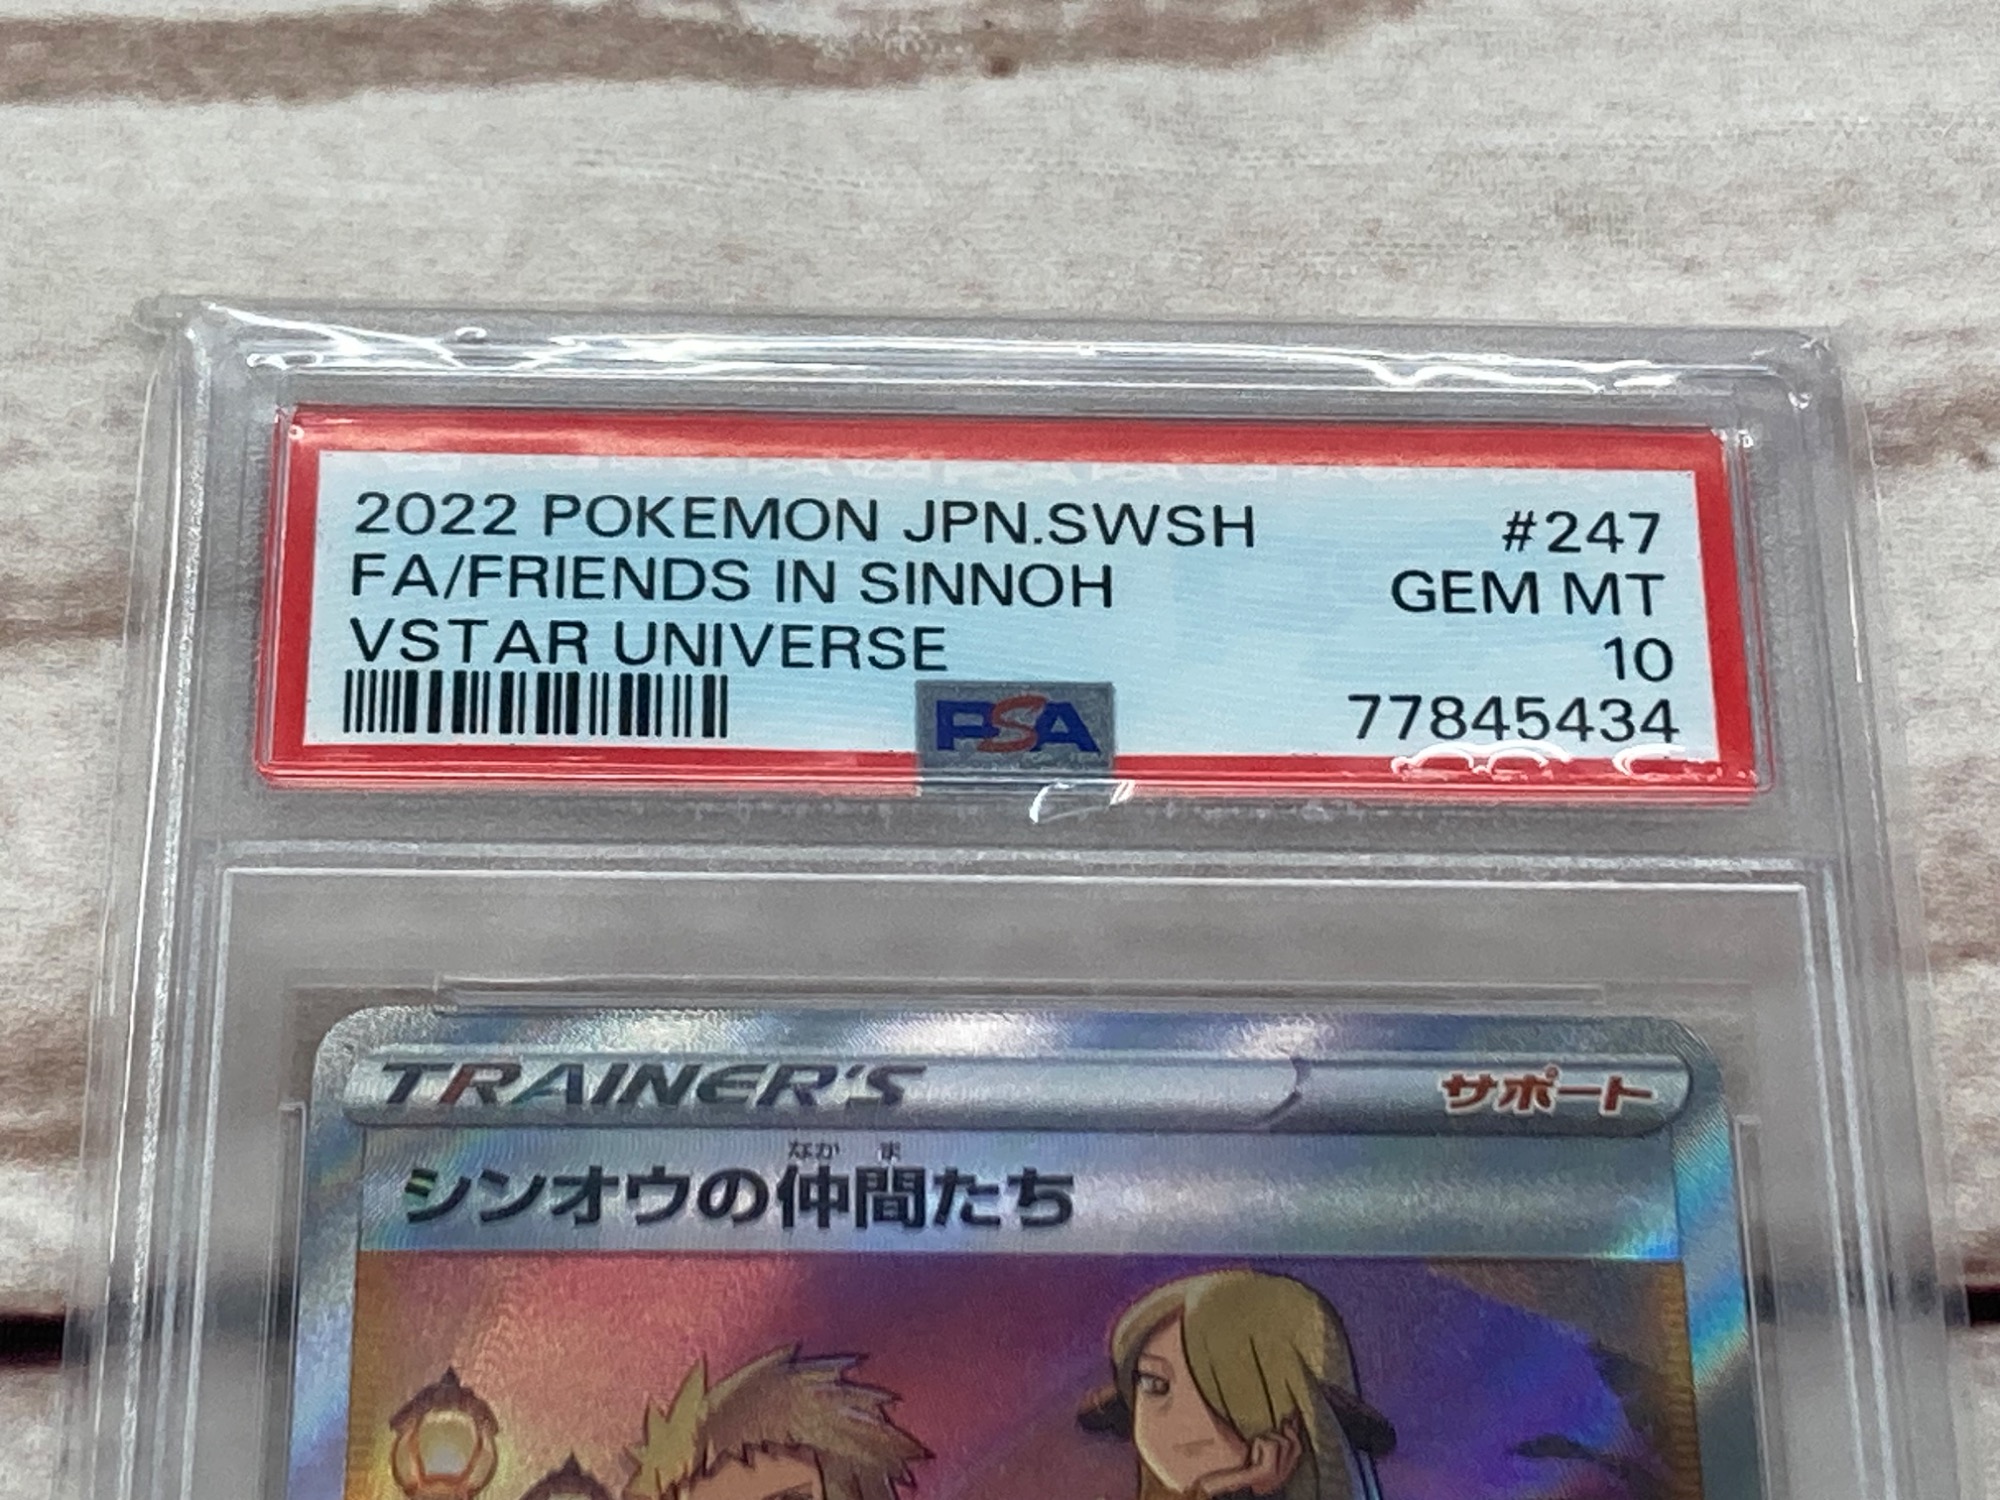 2022 POKEMON JPN.SWSH #247
FA/FRIENDS IN SINNOH GEM MT
VSTAR UNIVERSE 10
PSA 77845434
TRAINER'S サポート
なかま
シンオウの仲間たち